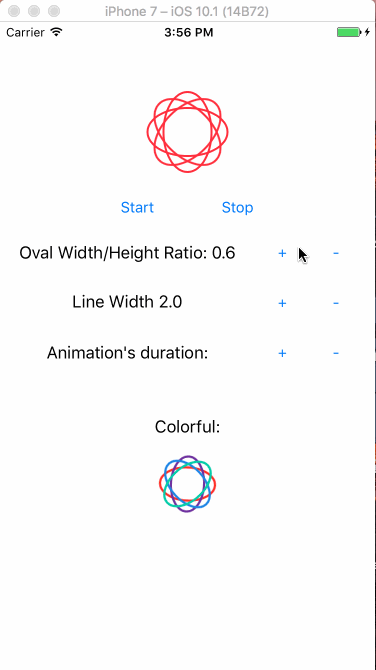 iPhone 7 – iOS 10.1 (14B72)
Carrier 3:56 PM
Start Stop
Oval Width/Height Ratio: 0.6 + -
Line Width 2.0 + -
Animation's duration: + -
Colorful: